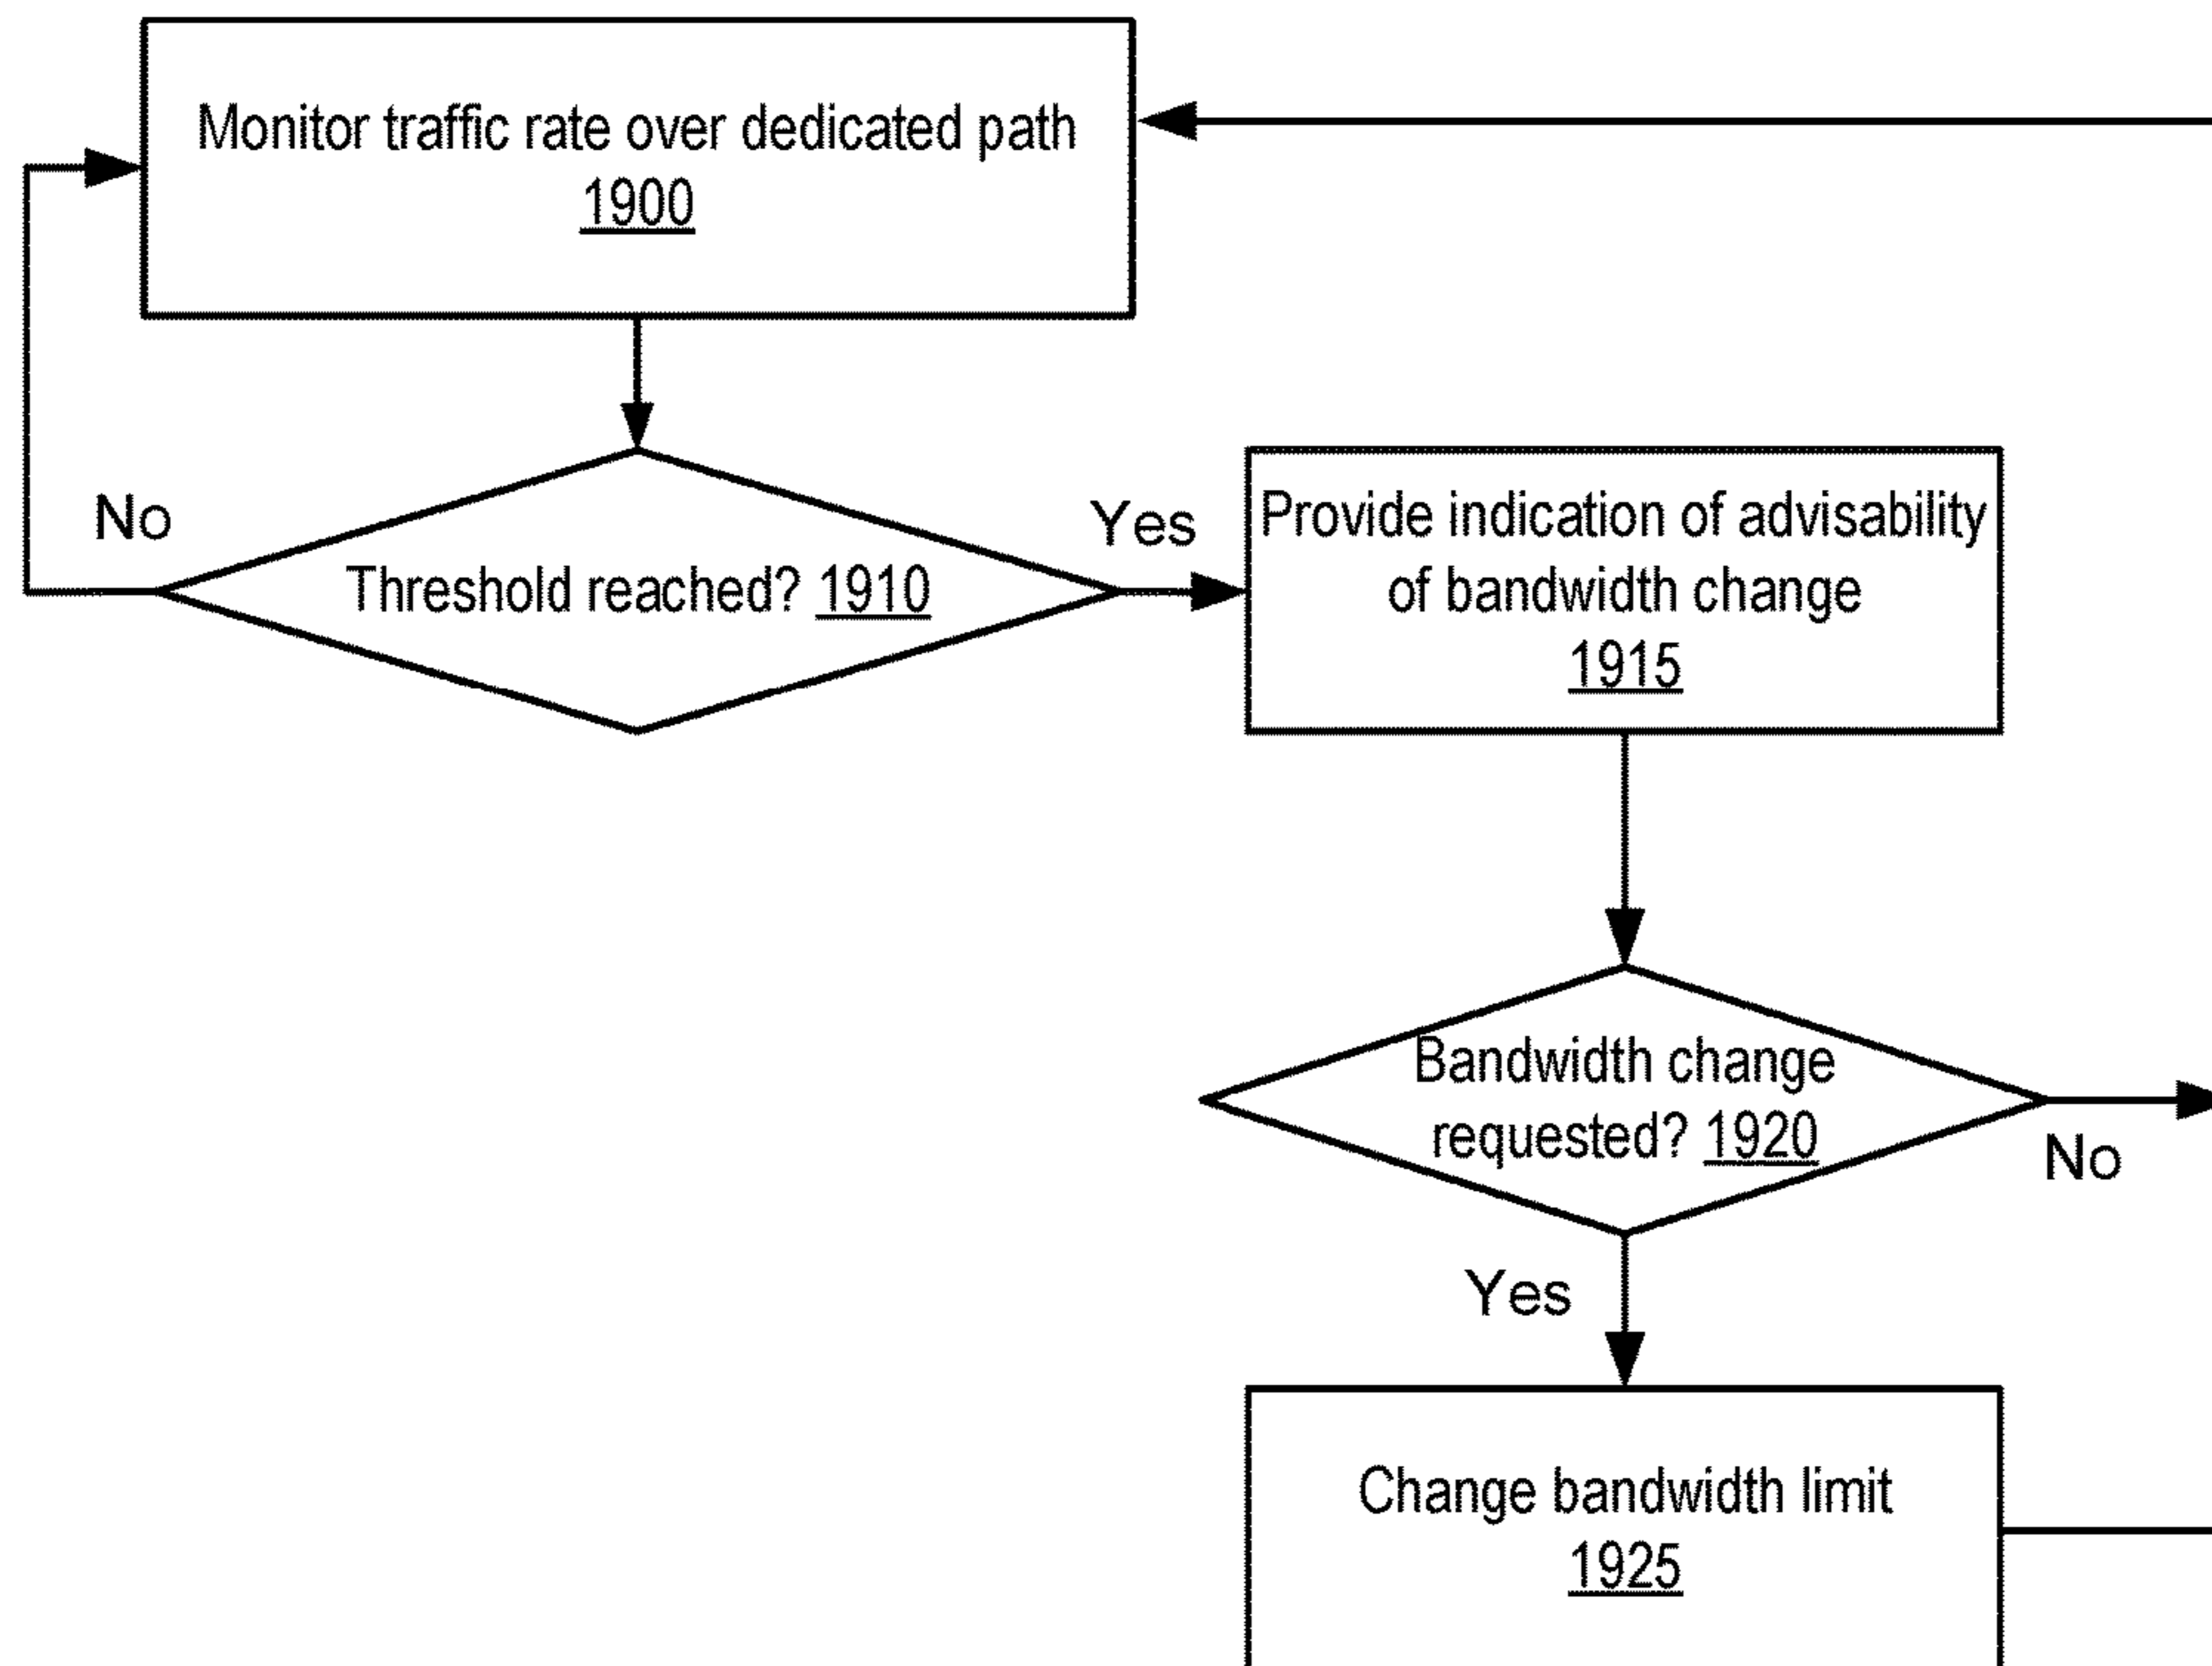 Monitor traffic rate over dedicated path
1900
No
Threshold reached? 1910
Yes
Provide indication of advisability
of bandwidth change
1915
Bandwidth change
requested? 1920
No
Yes
Change bandwidth limit
1925